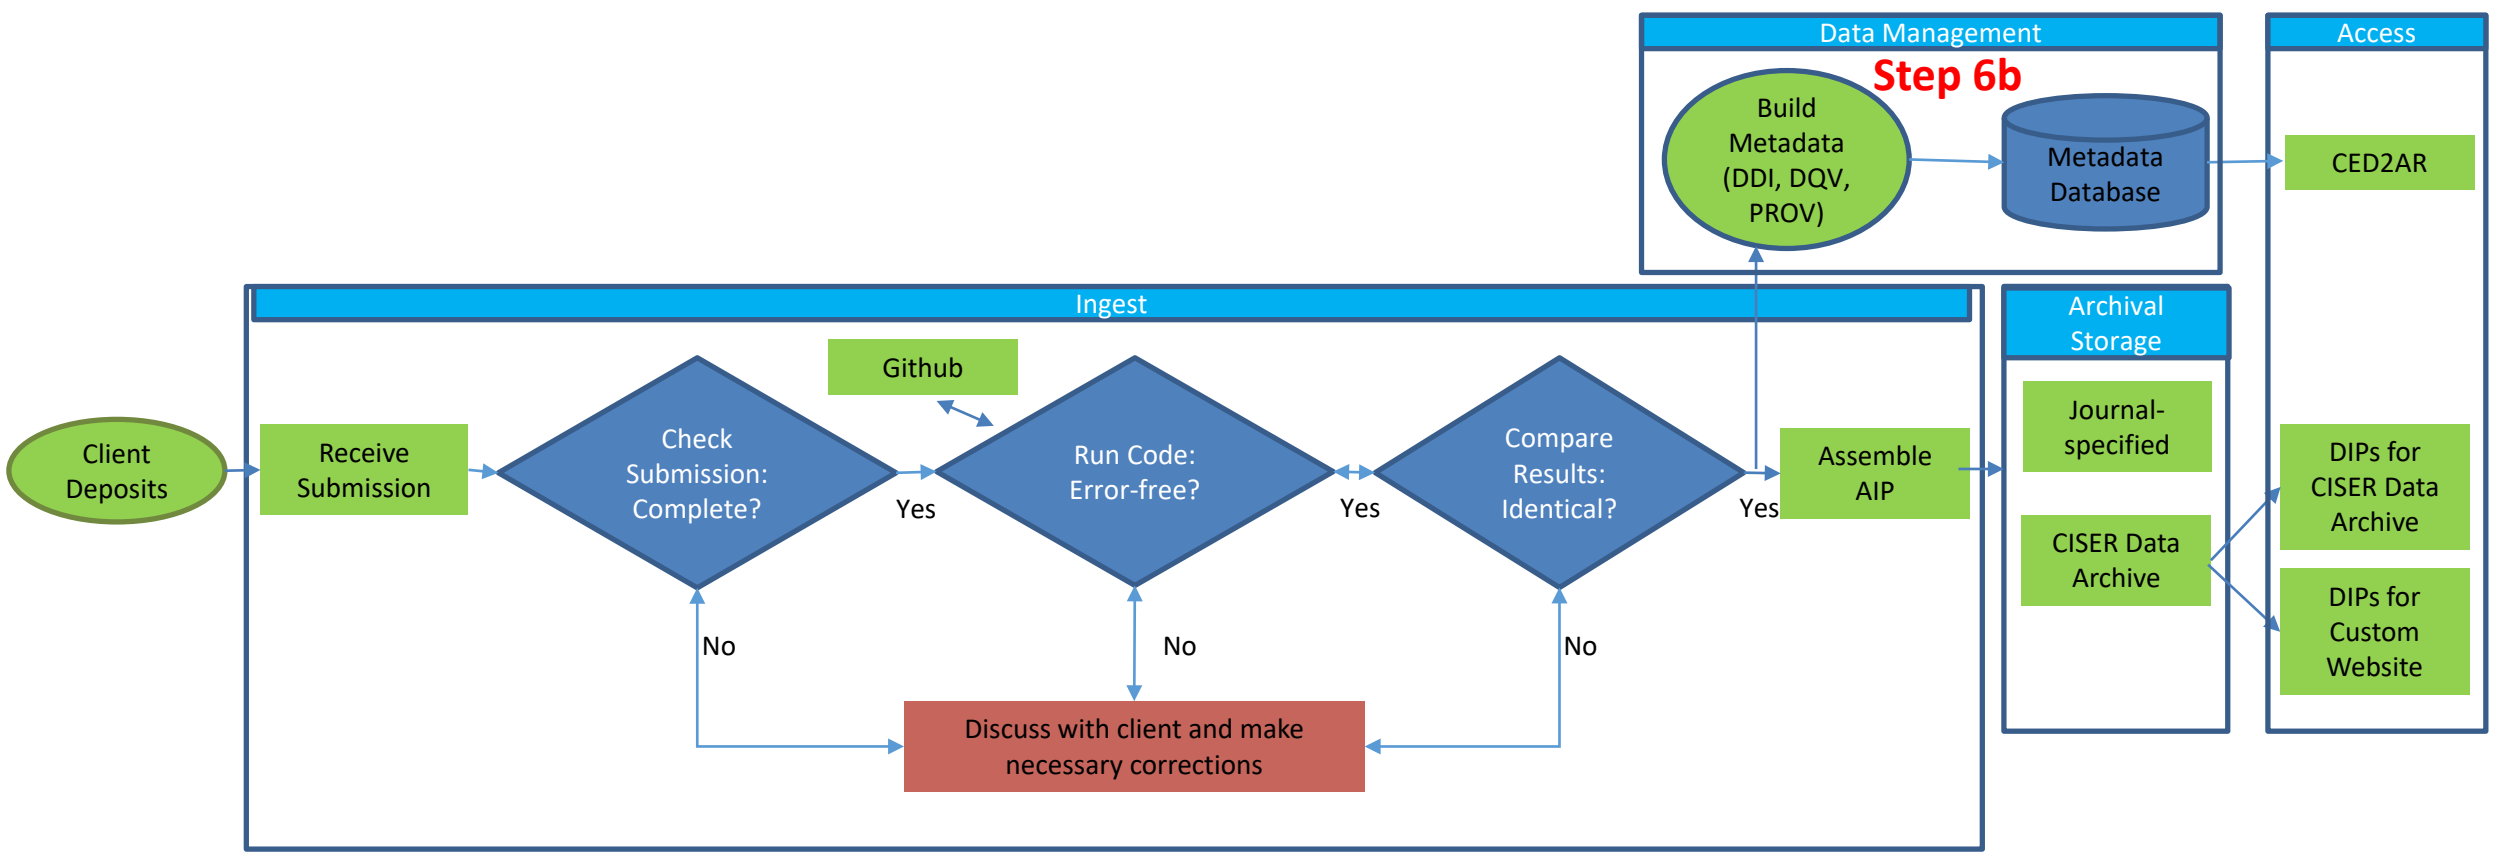 Data Management
Access
Step 6b
Build
Metadata
(DDI, DQV,
PROV)
Metadata
Database
CED2AR
Ingest
Archival
Storage
Github
Client
Deposits
Receive
Submission
Check
Submission:
Complete?
Yes
Run Code:
Error-free?
Yes
Compare
Results:
Identical?
Yes
Assemble
AIP
Journal-
specified
CISER Data
Archive
DIPs for
CISER Data
Archive
DIPs for
Custom
Website
No
No
No
Discuss with client and make
necessary corrections